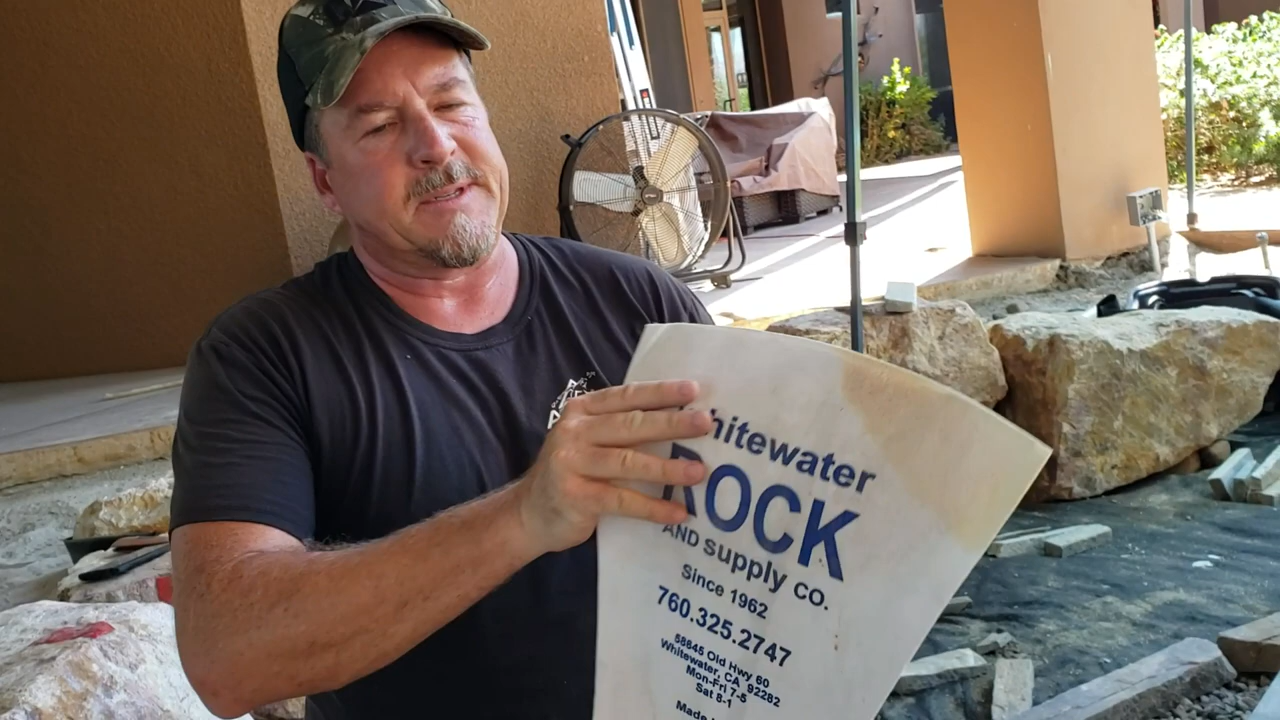 hitewater
ROCK
AND supply CO.
Since 1962
760.325.2747
58645 Old Hwy 60
Whitewater, CA 92282
Mon-Fri 7-5
Sat 8-1
Made